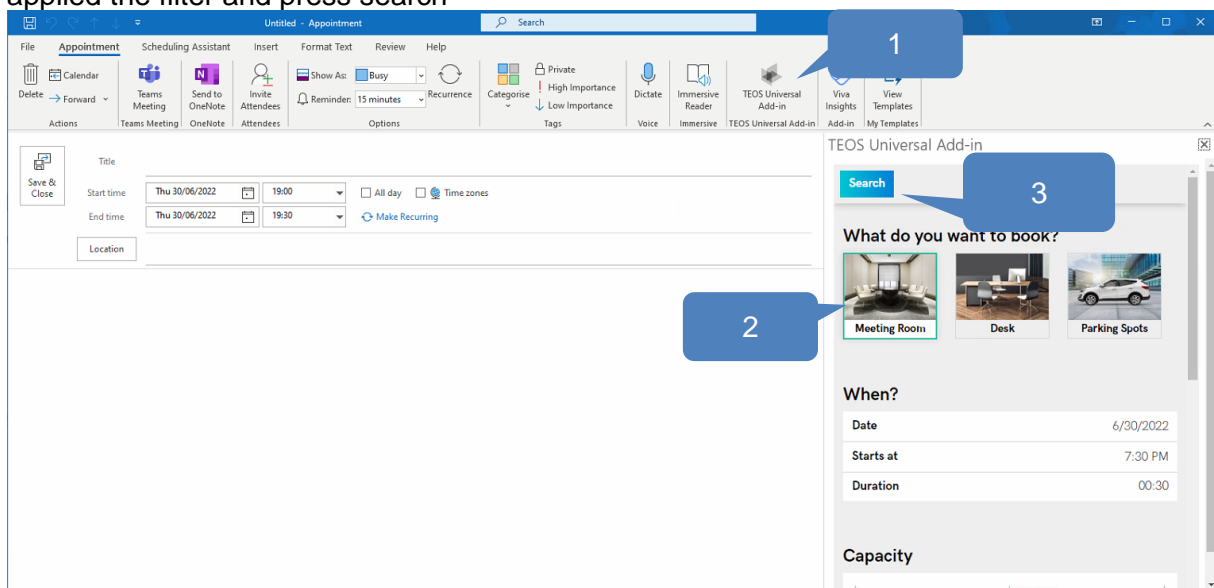 applied the filter and press search
Untitled - Appointment
Search
File Appointment Scheduling Assistant Insert Format Text Review Help
1
Delete
Calendar
Forward
Actions
Teams Meeting
Teams Meeting
Send to OneNote
OneNote
Invite Attendees
Attendees
Show As: Busy
Reminder: 15 minutes
Recurrence
Options
Categorise
Private
High Importance
Low Importance
Tags
Dictate
Voice
Immersive Reader
Immersive
TEOS Universal Add-in
TEOS Universal Add-in
Viva Insights
Add-in
View Templates
My Templates
Save & Close
Title
Start time Thu 30/06/2022 19:00 All day Time zones
End time Thu 30/06/2022 19:30 Make Recurring
Location
TEOS Universal Add-in
Search
3
What do you want to book?
2
Meeting Room Desk Parking Spots
When?
Date 6/30/2022
Starts at 7:30 PM
Duration 00:30
Capacity